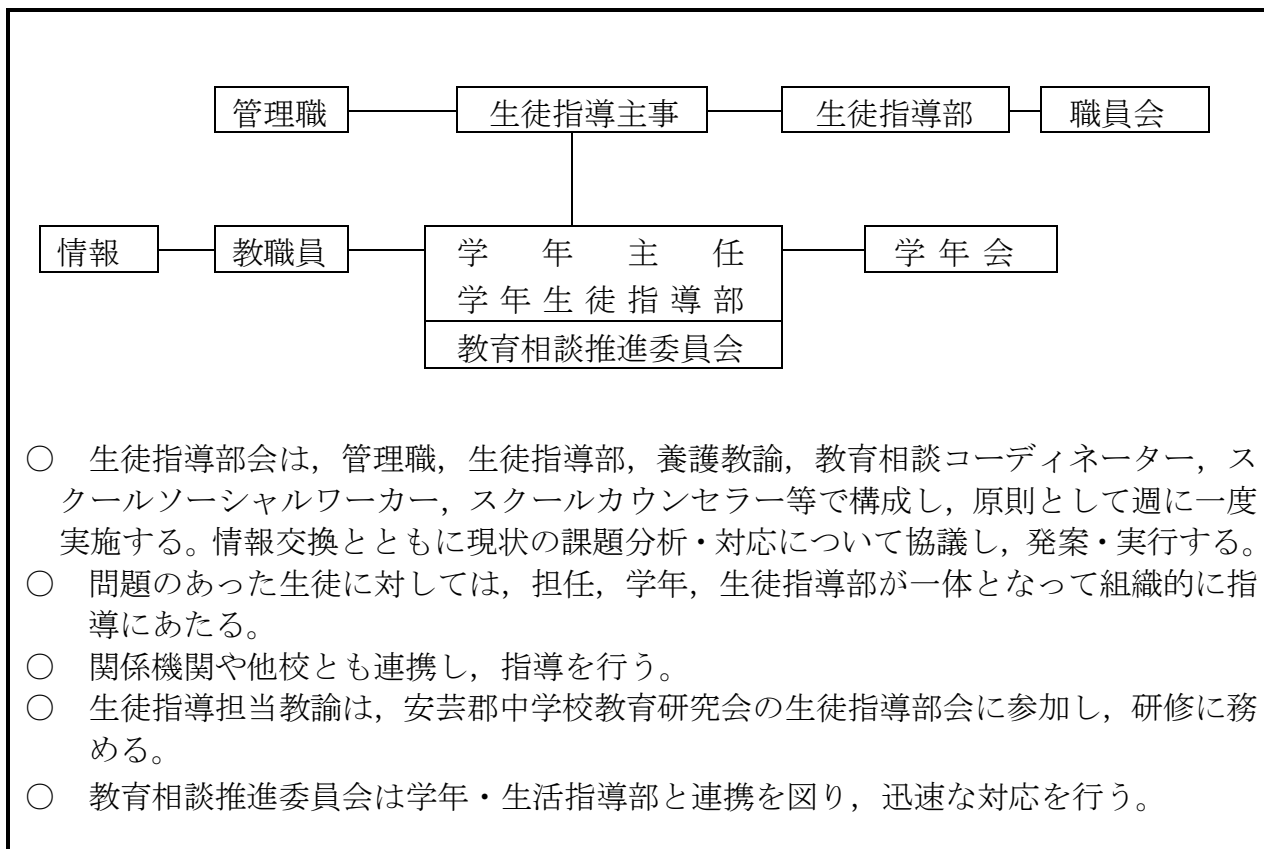 管理職 生徒指導主事 生徒指導部 職員会
情報 教職員 学年主任 学年会
学年生徒指導部
教育相談推進委員会
○ 生徒指導部会は，管理職，生徒指導部，養護教諭，教育相談コーディネーター，ス
クールソーシャルワーカー，スクールカウンセラー等で構成し，原則として週に一度
実施する。情報交換とともに現状の課題分析・対応について協議し，発案・実行する。
○ 問題のあった生徒に対しては，担任，学年，生徒指導部が一体となって組織的に指
導にあたる。
○ 関係機関や他校とも連携し，指導を行う。
○ 生徒指導担当教諭は，安芸郡中学校教育研究会の生徒指導部会に参加し，研修に務
める。
○ 教育相談推進委員会は学年・生活指導部と連携を図り，迅速な対応を行う。